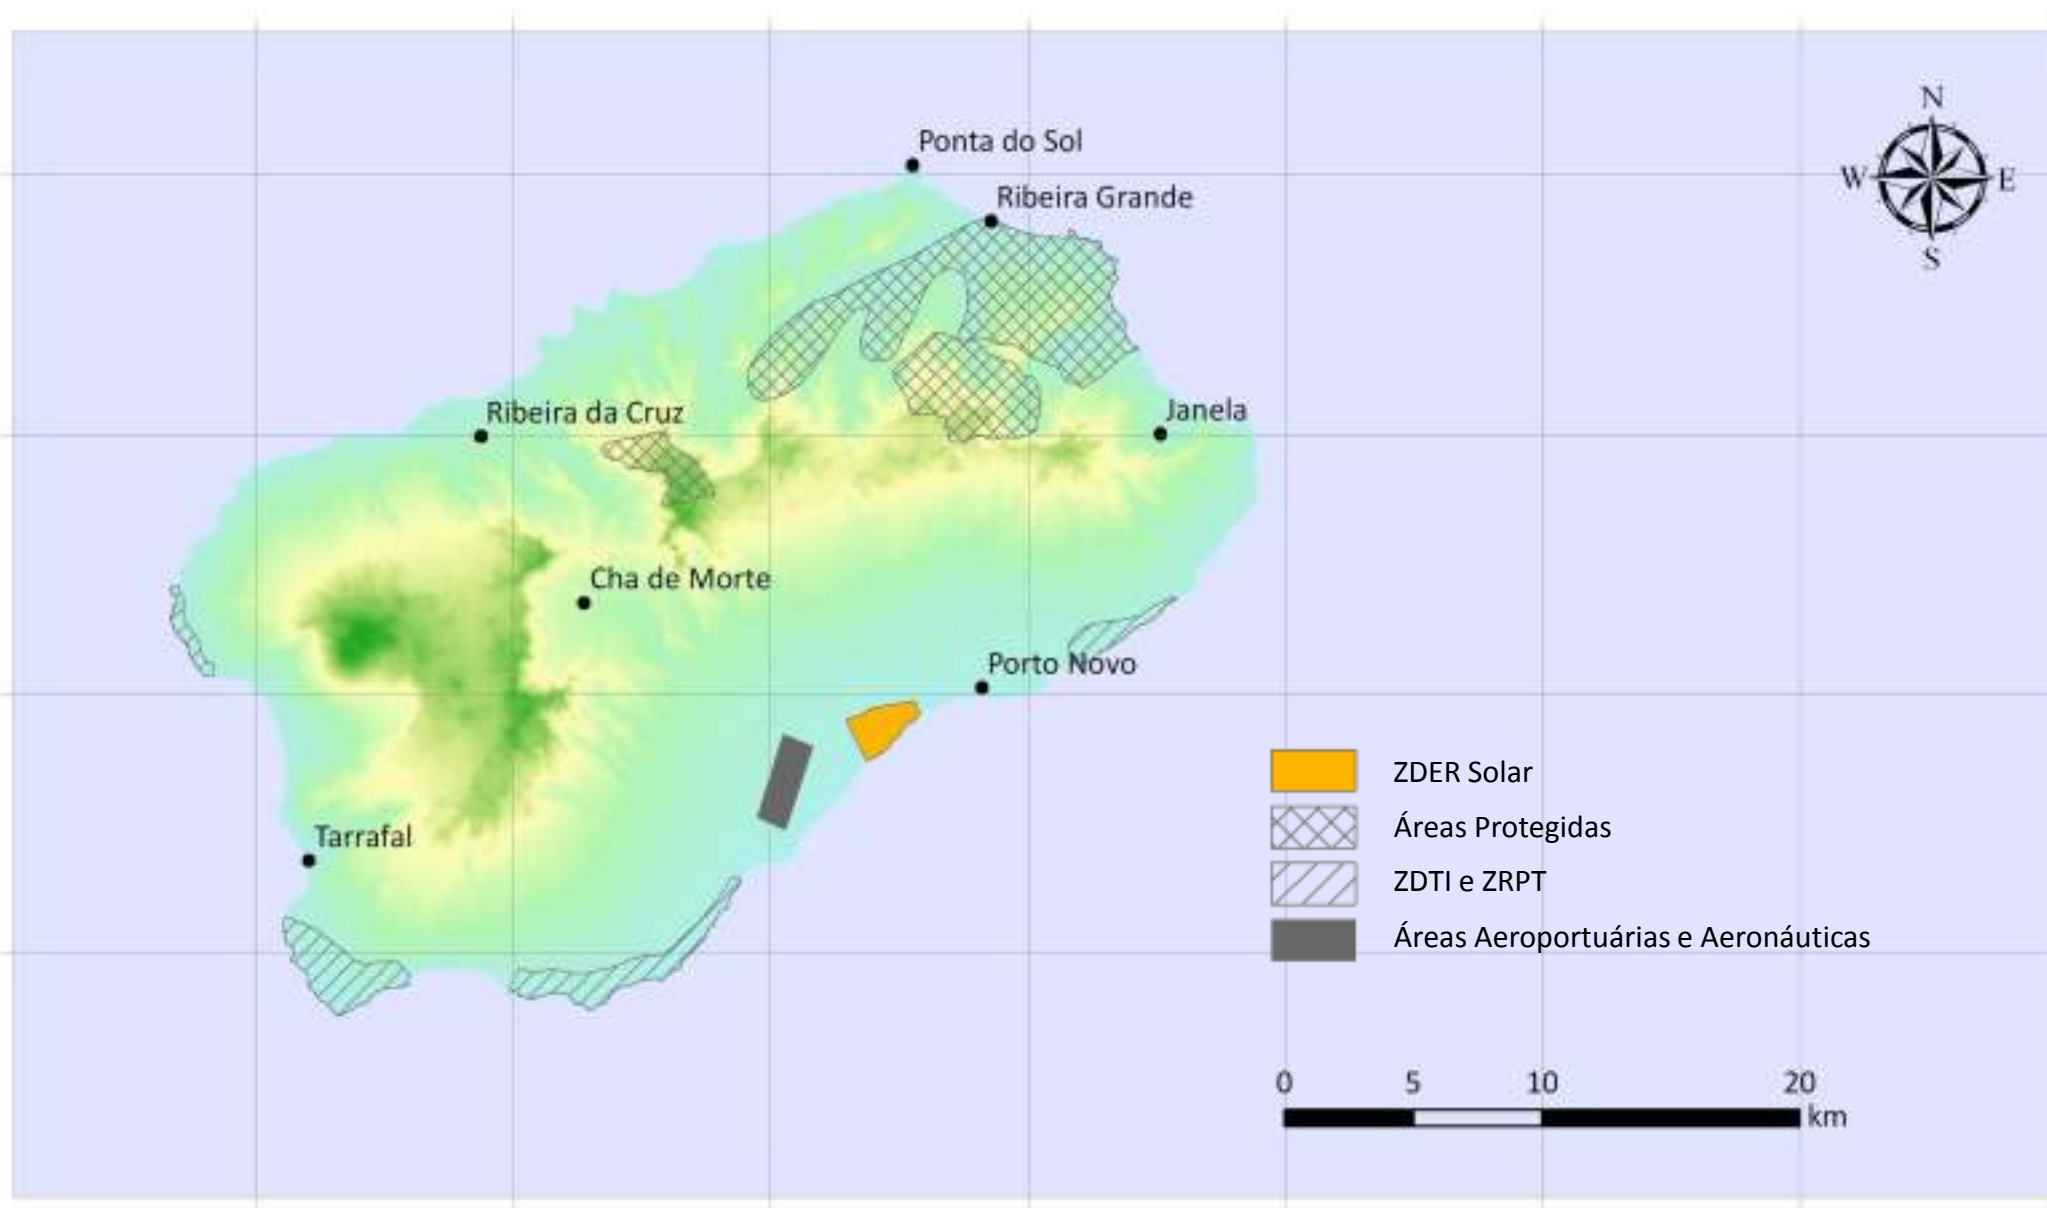 N
W E
S
Ponta do Sol
Ribeira Grande
Ribeira da Cruz
Janela
Cha de Morte
Porto Novo
Tarrafal
ZDER Solar
Áreas Protegidas
ZDTI e ZRPT
Áreas Aeroportuárias e Aeronáuticas
0 5 10 20
km